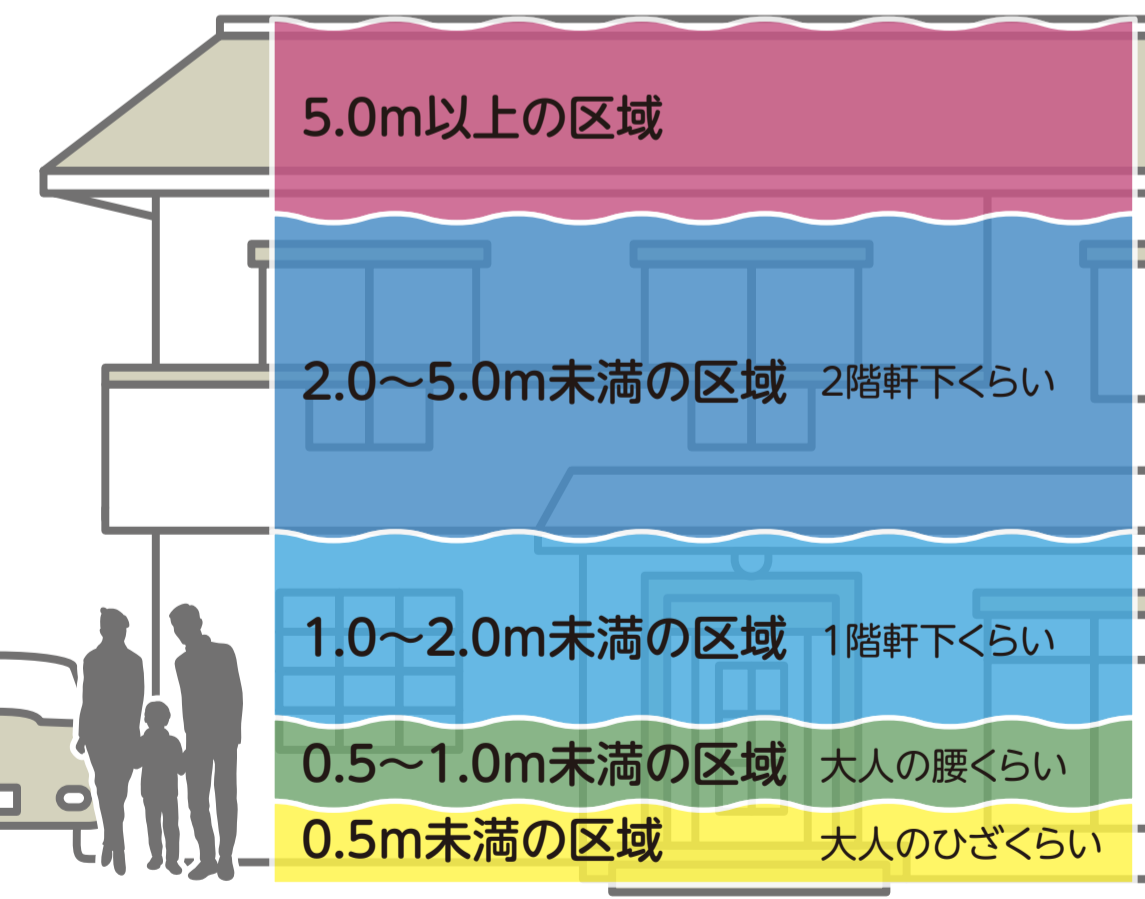 5.0m以上の区域
2.0～5.0m未満の区域 2階軒下くらい
1.0～2.0m未満の区域 1階軒下くらい
0.5～1.0m未満の区域 大人の腰くらい
0.5m未満の区域 大人のひざくらい